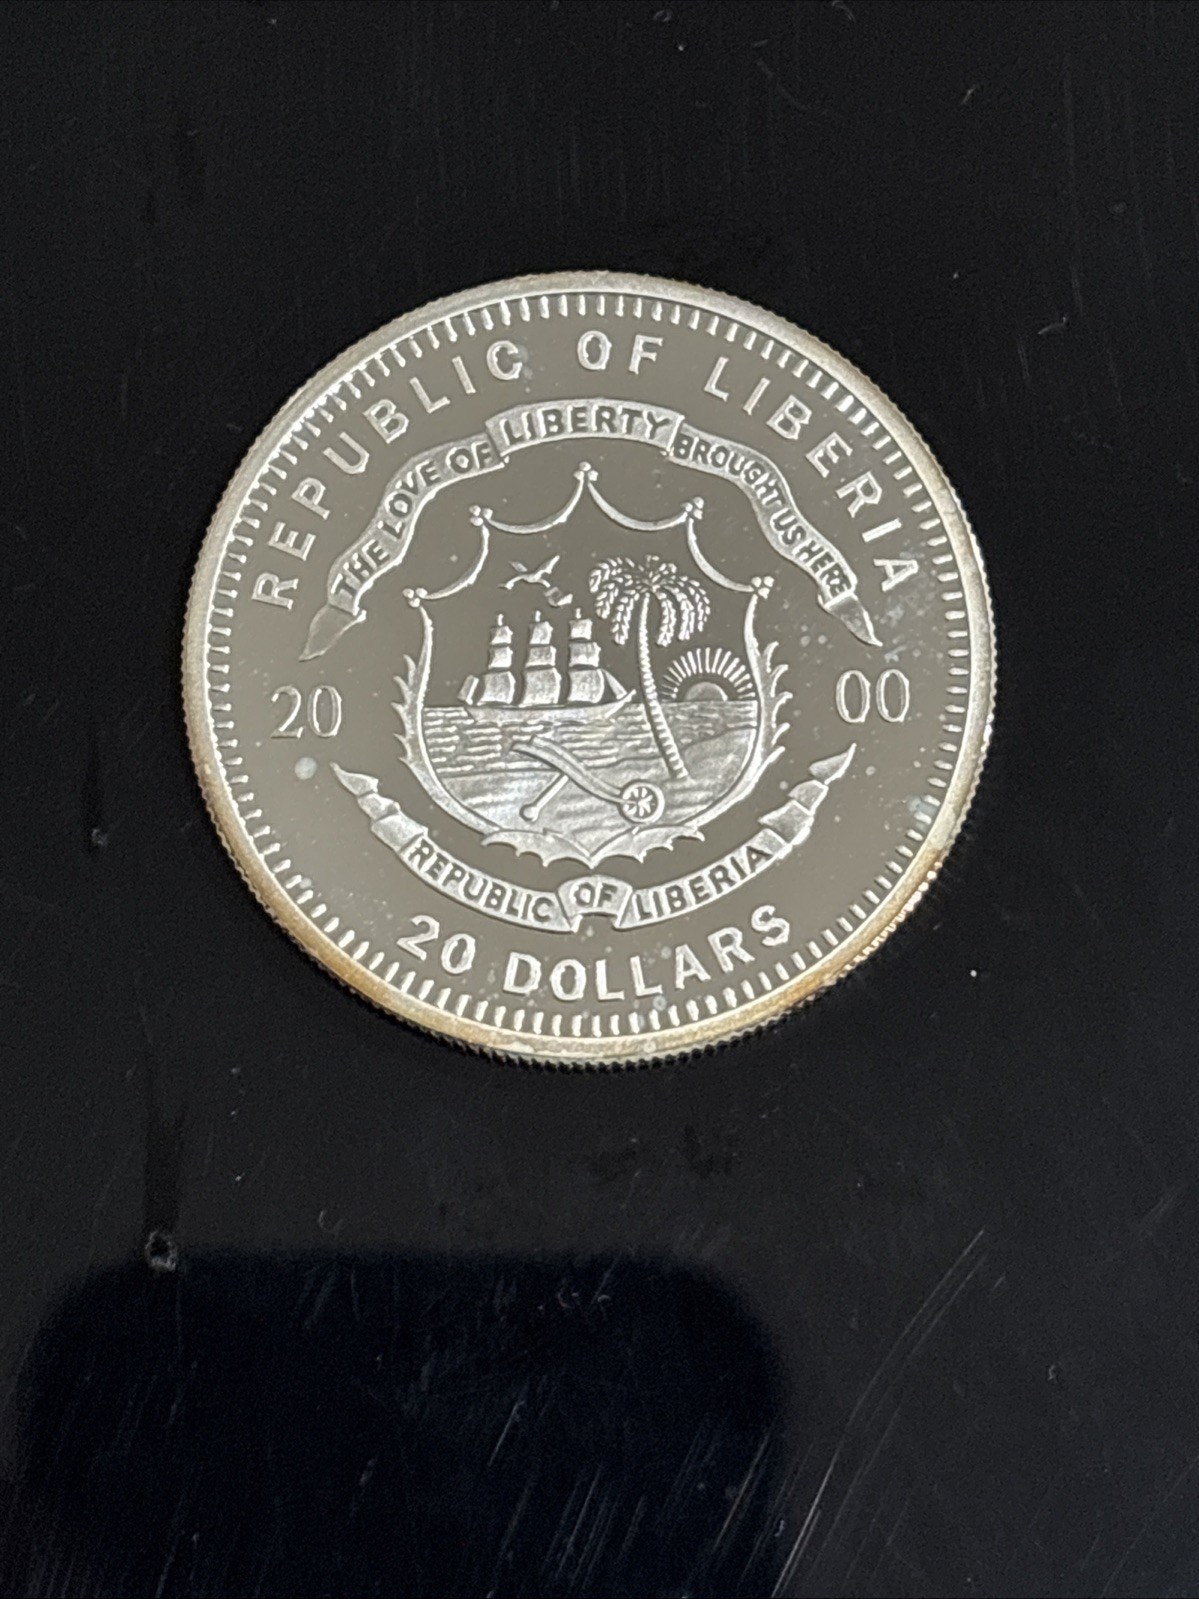 REPUBLIC OF LIBERIA
THE LOVE OF LIBERTY BROUGHT US HERE
20 00
REPUBLIC OF LIBERIA
20 DOLLARS